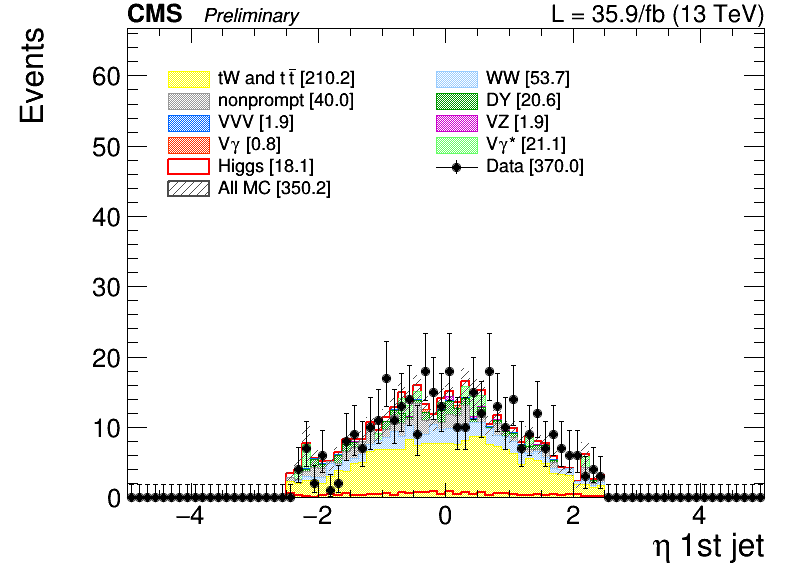 CMS Preliminary L = 35.9/fb (13 TeV)
Events
tW and tt̄ [210.2] WW [53.7]
nonprompt [40.0] DY [20.6]
VVV [1.9] VZ [1.9]
Vγ [0.8] Vγ* [21.1]
Higgs [18.1] Data [370.0]
All MC [350.2]
60
50
40
30
20
10
0
−4 −2 0 2 4
η 1st jet